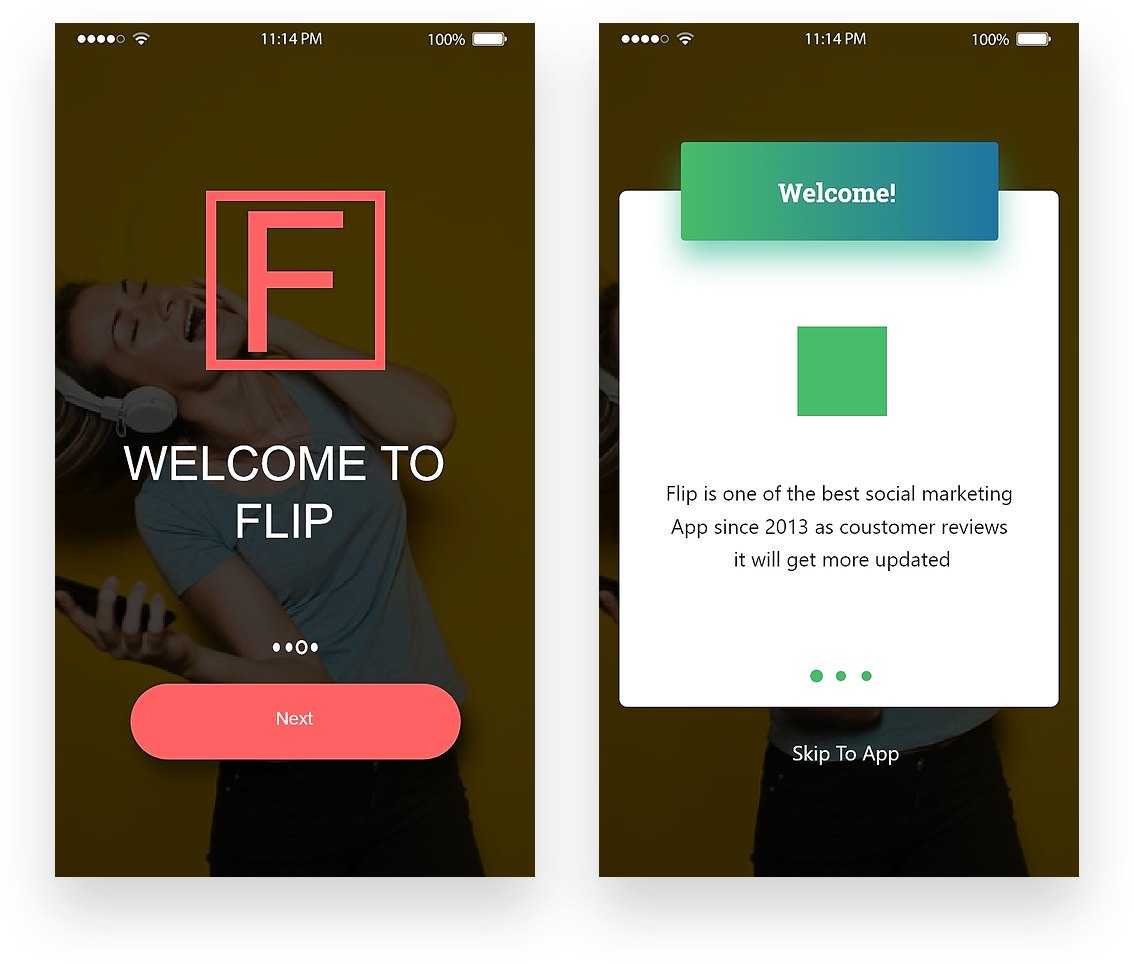 11:14 PM
100%
F
WELCOME TO
FLIP
Next
11:14 PM
100%
Welcome!
Flip is one of the best social marketing
App since 2013 as coustomer reviews
it will get more updated
Skip To App